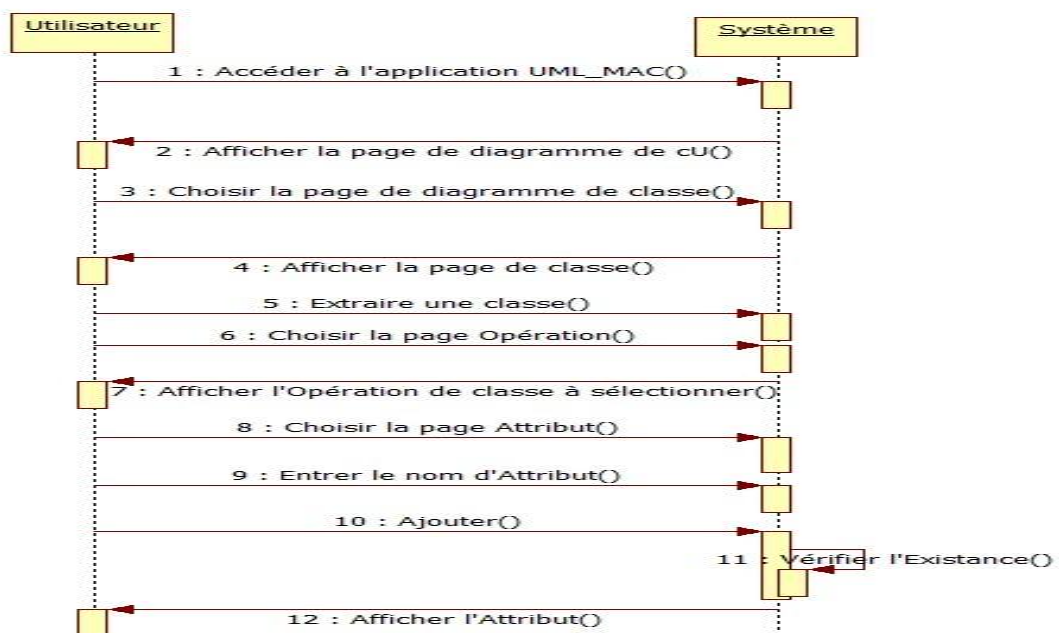 Utilisateur
Système
1 : Accéder à l'application UML_MAC()
2 : Afficher la page de diagramme de cU()
3 : Choisir la page de diagramme de classe()
4 : Afficher la page de classe()
5 : Extraire une classe()
6 : Choisir la page Opération()
7 : Afficher l'Opération de classe à sélectionner()
8 : Choisir la page Attribut()
9 : Entrer le nom d'Attribut()
10 : Ajouter()
11 : Vérifier l'Existance()
12 : Afficher l'Attribut()